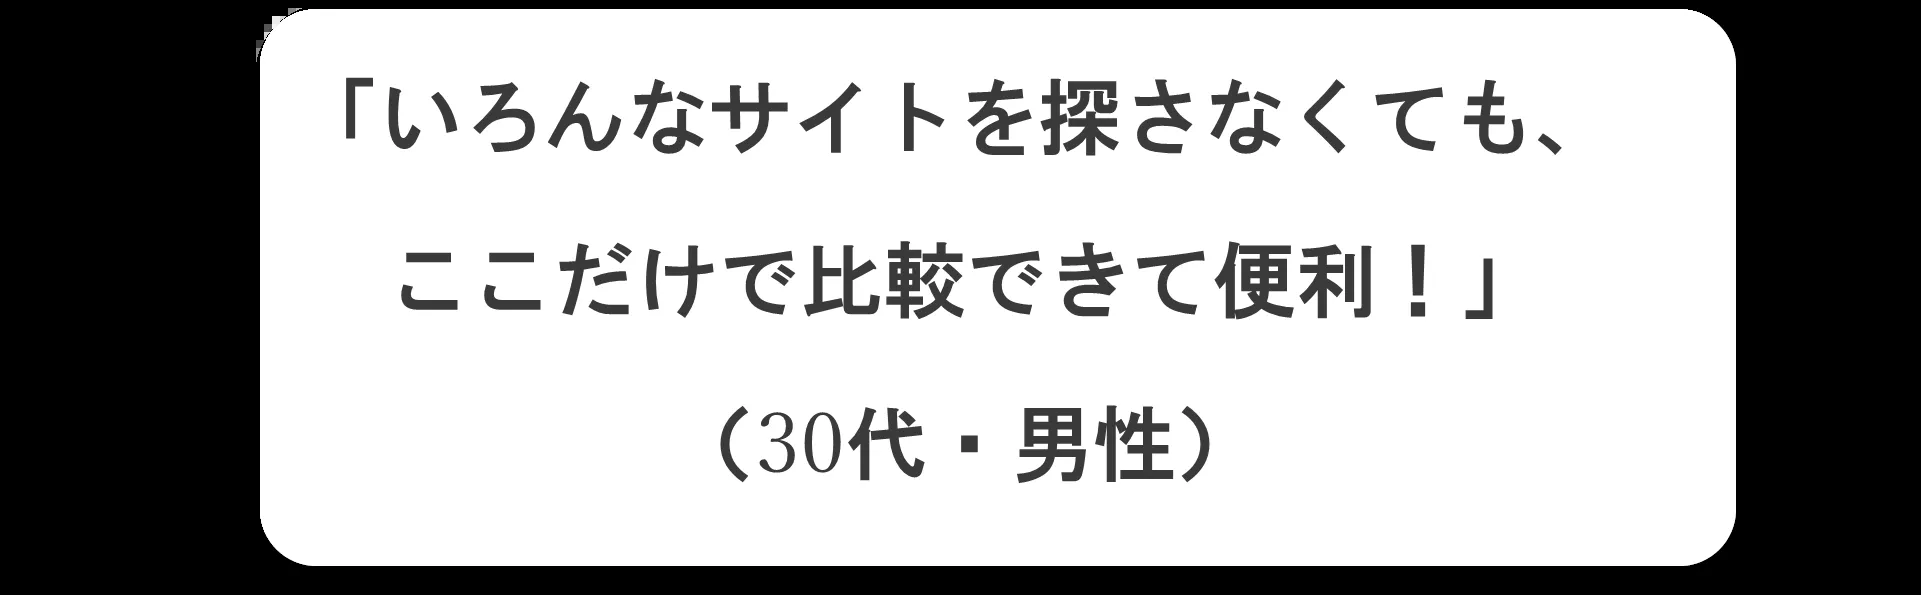 「いろんなサイトを探さなくても、
ここだけで比較できて便利！」
（30代・男性）